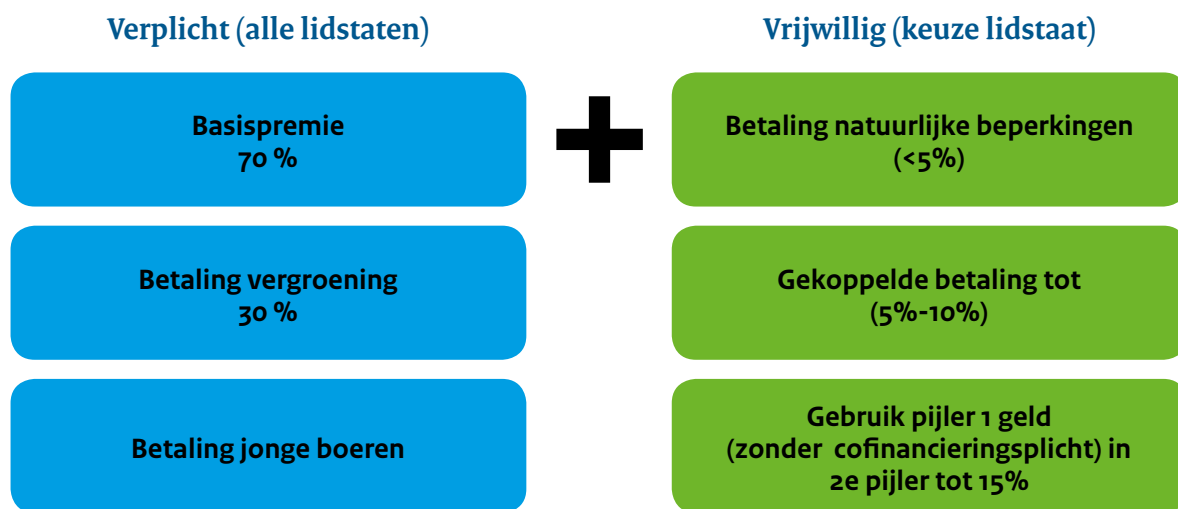 Verplicht (alle lidstaten)
Basispremie
70 %
Betaling vergroening
30 %
Betaling jonge boeren
Vrijwillig (keuze lidstaat)
Betaling natuurlijke beperkingen
(<5%)
Gekoppelde betaling tot
(5%-10%)
Gebruik pijler 1 geld
(zonder cofinancieringsplicht) in
2e pijler tot 15%